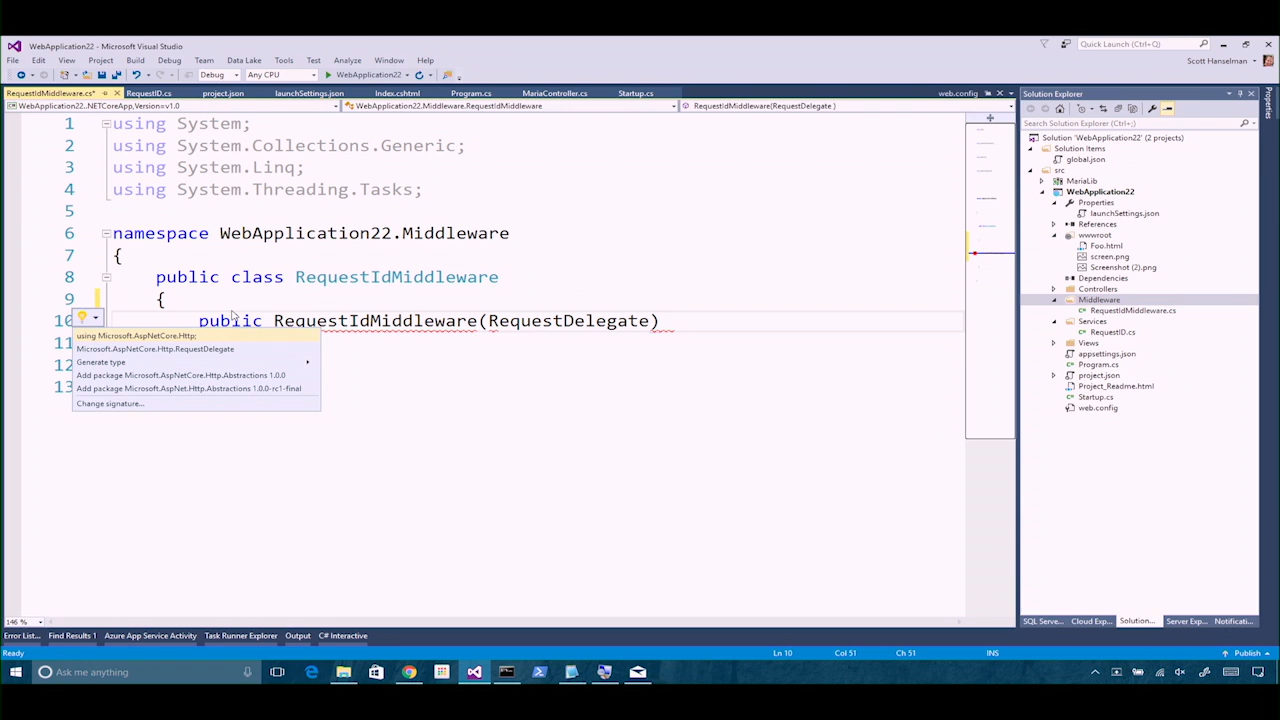 WebApplication22 - Microsoft Visual Studio
Quick Launch (Ctrl+Q)
File Edit View Project Build Debug Team Data Lake Tools Test Analyze Window Help
Scott Hanselman
Debug Any CPU WebApplication22
RequestIdMiddleware.cs* RequestID.cs project.json launchSettings.json Index.cshtml Program.cs MariaController.cs Startup.cs web.config
WebApplication22..NETCoreApp,Version=v1.0 WebApplication22.Middleware.RequestIdMiddleware RequestIdMiddleware(RequestDelegate )
1 using System;
2 using System.Collections.Generic;
3 using System.Linq;
4 using System.Threading.Tasks;
5
6 namespace WebApplication22.Middleware
7 {
8 public class RequestIdMiddleware
9 {
10 public RequestIdMiddleware(RequestDelegate)
11
12
13
using Microsoft.AspNetCore.Http;
Microsoft.AspNetCore.Http.RequestDelegate
Generate type
Add package Microsoft.AspNetCore.Http.Abstractions 1.0.0
Add package Microsoft.AspNet.Http.Abstractions 1.0.0-rc1-final
Change signature...
Solution Explorer
Search Solution Explorer (Ctrl+;)
Solution 'WebApplication22' (2 projects)
Solution Items
global.json
src
MariaLib
WebApplication22
Properties
launchSettings.json
References
wwwroot
Foo.html
screen.png
Screenshot (2).png
Dependencies
Controllers
Middleware
RequestIdMiddleware.cs
Services
RequestID.cs
Views
appsettings.json
Program.cs
project.json
Project_Readme.html
Startup.cs
web.config
Properties
146 %
SQL Serve... Cloud Exp... Solution... Server Exp... Notificati...
Error List... Find Results 1 Azure App Service Activity Task Runner Explorer Output C# Interactive
Ready Ln 10 Col 51 Ch 51 INS Publish
Ask me anything